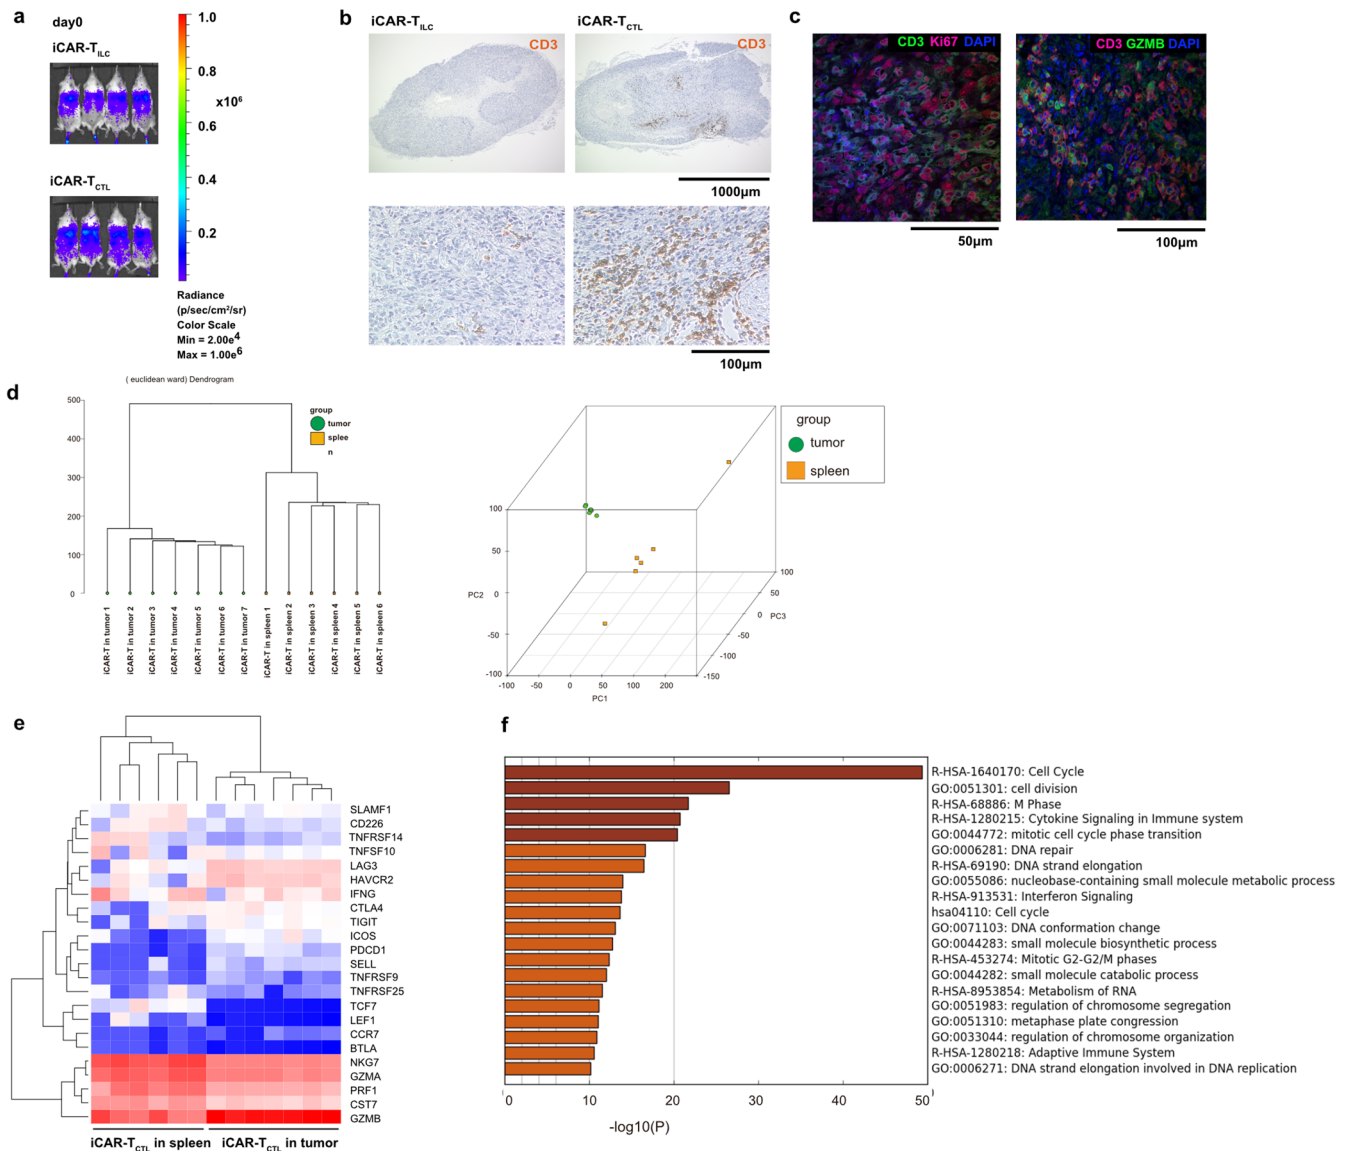 a
day0
iCAR-TILC
iCAR-TCTL
1.0
0.8
x10⁶
0.6
0.4
0.2
Radiance
(p/sec/cm²/sr)
Color Scale
Min = 2.00e4
Max = 1.00e6
b
iCAR-TILC
iCAR-TCTL
CD3
CD3
1000μm
100μm
c
CD3 Ki67 DAPI
CD3 GZMB DAPI
50μm
100μm
d
( euclidean ward) Dendrogram
500
400
300
200
100
0
group
tumor
splee
n
iCAR-T in tumor 1
iCAR-T in tumor 2
iCAR-T in tumor 3
iCAR-T in tumor 4
iCAR-T in tumor 5
iCAR-T in tumor 6
iCAR-T in tumor 7
iCAR-T in spleen 1
iCAR-T in spleen 2
iCAR-T in spleen 3
iCAR-T in spleen 4
iCAR-T in spleen 5
iCAR-T in spleen 6
group
tumor
spleen
100
50
PC2 0
-50
-100
-100 -50 0 50 100 200
PC1
100
50
0 PC3
-50
-100
-150
e
SLAMF1
CD226
TNFRSF14
TNFSF10
LAG3
HAVCR2
IFNG
CTLA4
TIGIT
ICOS
PDCD1
SELL
TNFRSF9
TNFRSF25
TCF7
LEF1
CCR7
BTLA
NKG7
GZMA
PRF1
CST7
GZMB
iCAR-TCTL in spleen
iCAR-TCTL in tumor
f
R-HSA-1640170: Cell Cycle
GO:0051301: cell division
R-HSA-68886: M Phase
R-HSA-1280215: Cytokine Signaling in Immune system
GO:0044772: mitotic cell cycle phase transition
GO:0006281: DNA repair
R-HSA-69190: DNA strand elongation
GO:0055086: nucleobase-containing small molecule metabolic process
R-HSA-913531: Interferon Signaling
hsa04110: Cell cycle
GO:0071103: DNA conformation change
GO:0044283: small molecule biosynthetic process
R-HSA-453274: Mitotic G2-G2/M phases
GO:0044282: small molecule catabolic process
R-HSA-8953854: Metabolism of RNA
GO:0051983: regulation of chromosome segregation
GO:0051310: metaphase plate congression
GO:0033044: regulation of chromosome organization
R-HSA-1280218: Adaptive Immune System
GO:0006271: DNA strand elongation involved in DNA replication
0 10 20 30 40 50
-log10(P)